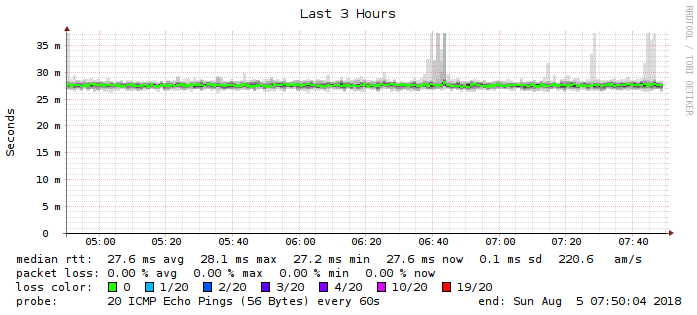 Last 3 Hours
RRDTOOL / TOBI OETIKER
Seconds
35 m
30 m
25 m
20 m
15 m
10 m
5 m
0
05:00 05:20 05:40 06:00 06:20 06:40 07:00 07:20 07:40
median rtt: 27.6 ms avg 28.1 ms max 27.2 ms min 27.6 ms now 0.1 ms sd 220.6 am/s
packet loss: 0.00 % avg 0.00 % max 0.00 % min 0.00 % now
loss color: 0 1/20 2/20 3/20 4/20 10/20 19/20
probe: 20 ICMP Echo Pings (56 Bytes) every 60s end: Sun Aug 5 07:50:04 2018